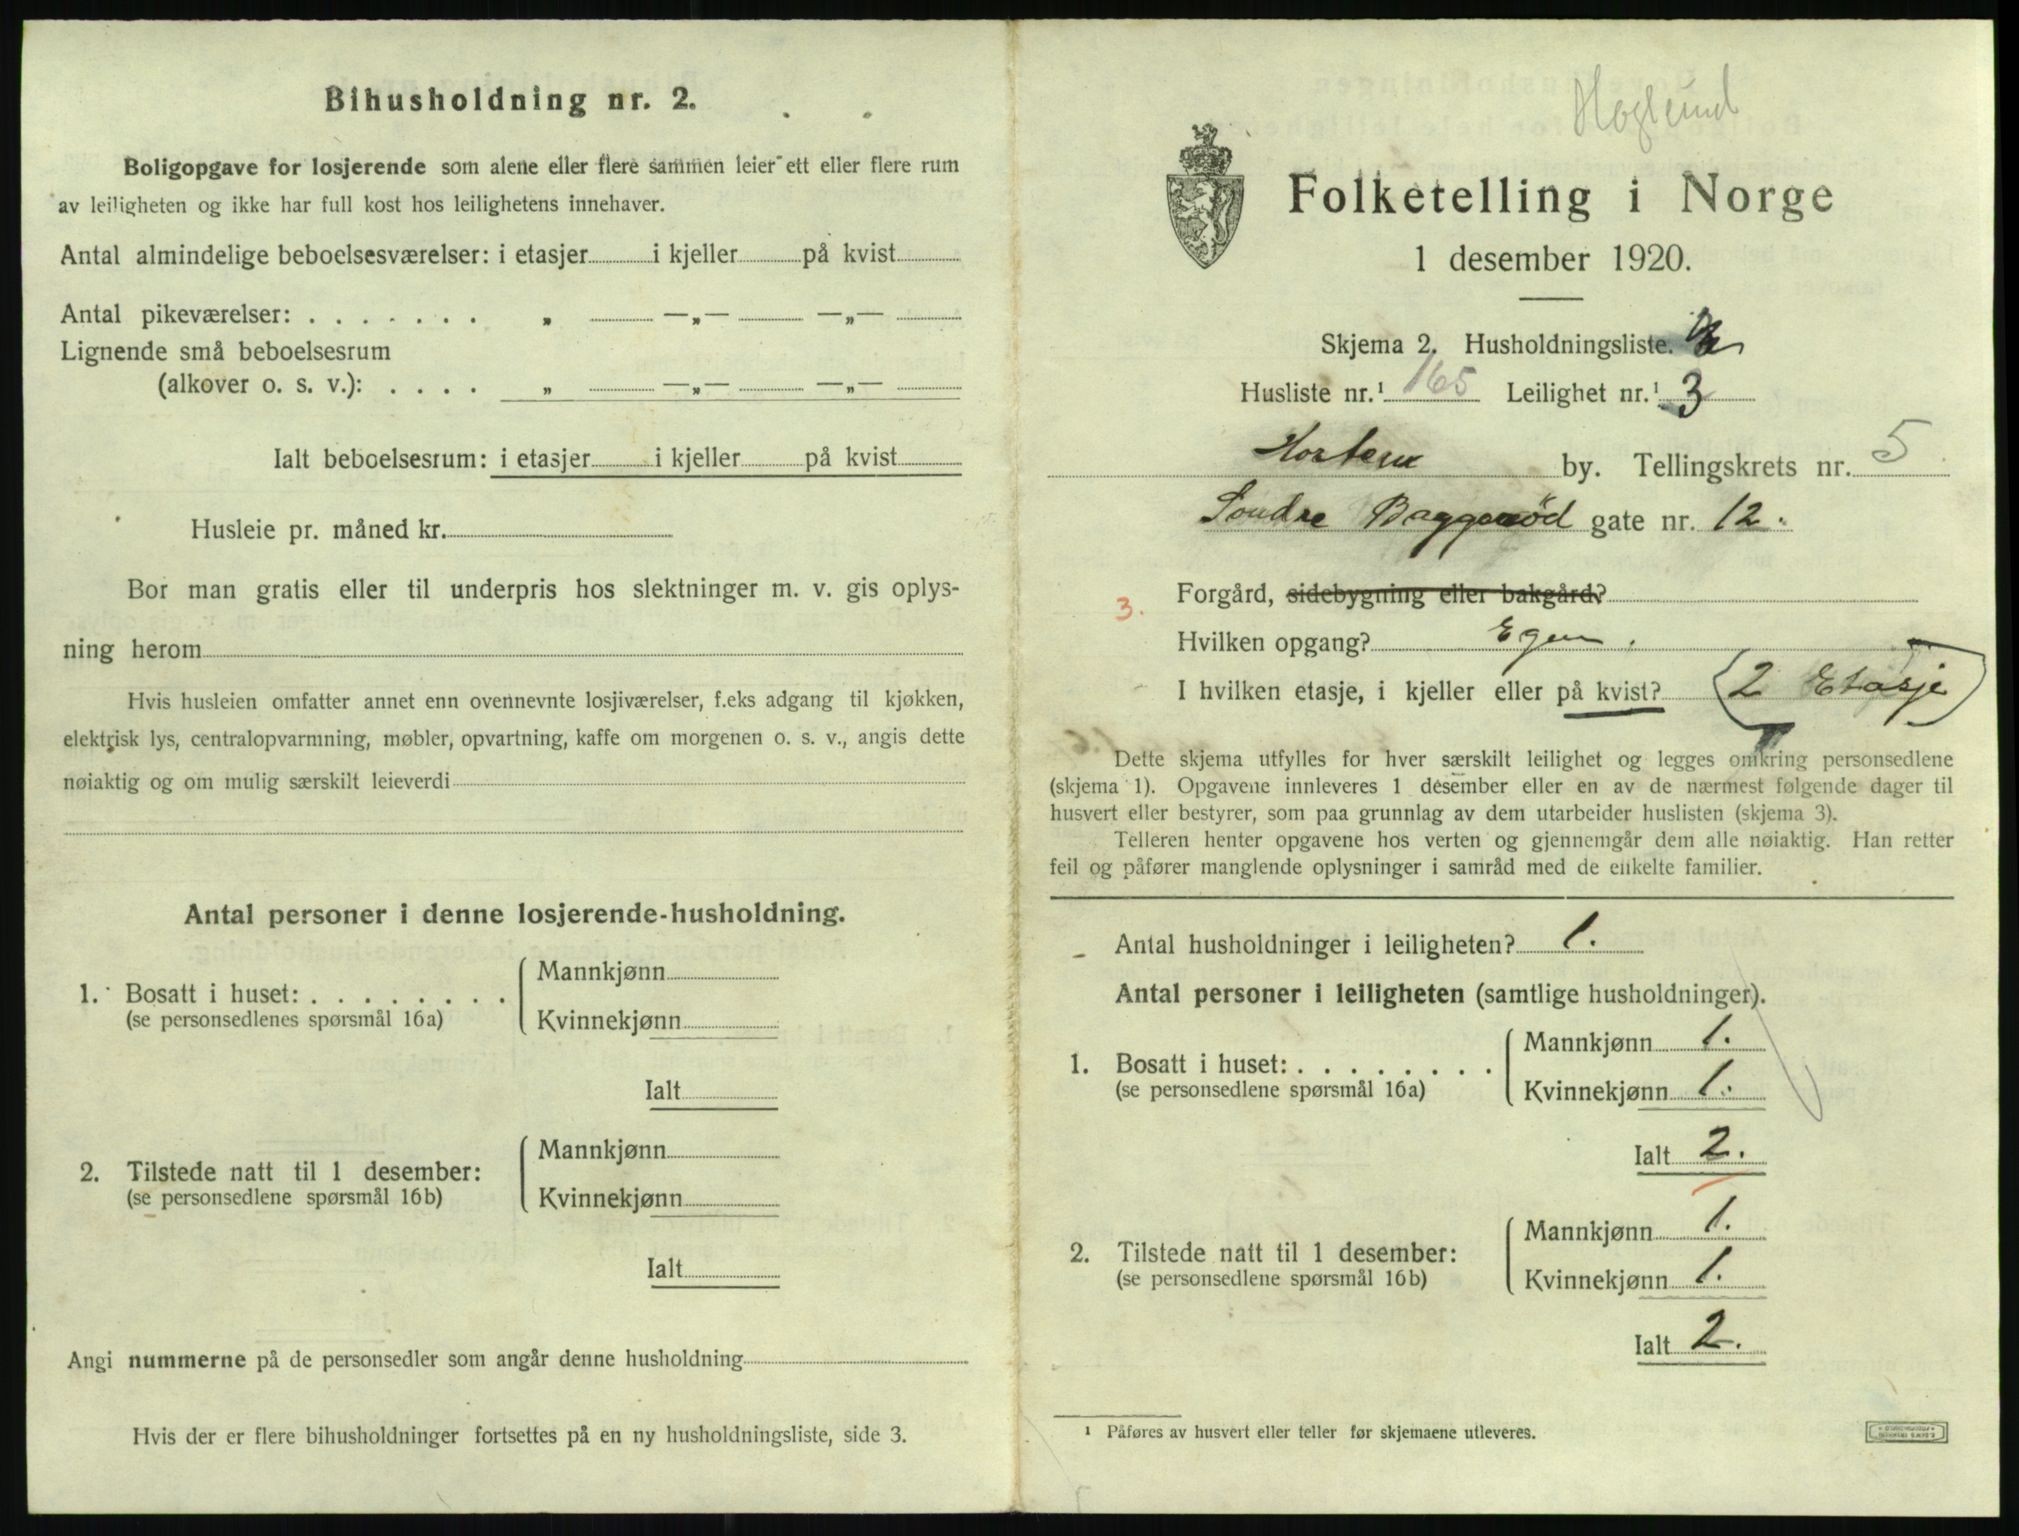 Bihusholdning nr. 2.
Boligopgave for losjerende som alene eller flere sammen leier ett eller flere rum
av leiligheten og ikke har full kost hos leilighetens innehaver.
Antal almindelige beboelsesværelser: i etasjer i kjeller på kvist
Antal pikeværelser: . . . . . . . „ —„— —„—
Lignende små beboelsesrum
(alkover o. s. v.): . . . . „ —„— —„—
Ialt beboelsesrum: i etasjer i kjeller på kvist
Husleie pr. måned kr.
Bor man gratis eller til underpris hos slektninger m. v. gis oplys-
ning herom
Hvis husleien omfatter annet enn ovennevnte losjiværelser, f.eks adgang til kjøkken,
elektrisk lys, centralopvarmning, møbler, opvartning, kaffe om morgenen o. s. v., angis dette
nøiaktig og om mulig særskilt leieverdi
Antal personer i denne losjerende-husholdning.
1. Bosatt i huset: . . . . . . . .
(se personsedlenes spørsmål 16a)
Mannkjønn
Kvinnekjønn
Ialt
2. Tilstede natt til 1 desember:
(se personsedlene spørsmål 16b)
Mannkjønn
Kvinnekjønn
Ialt
Angi nummerne på de personsedler som angår denne husholdning
Hvis der er flere bihusholdninger fortsettes på en ny husholdningsliste, side 3.
Høglund
Folketelling i Norge
1 desember 1920.
Skjema 2. Husholdningsliste.
Husliste nr.¹ 165 Leilighet nr.¹ 3
Horten by. Tellingskrets nr. 5
Søndre Baggerød gate nr. 12.
3. Forgård, sidebygning eller bakgård?
Hvilken opgang? Egen.
I hvilken etasje, i kjeller eller på kvist? 2 Etasje
Dette skjema utfylles for hver særskilt leilighet og legges omkring personsedlene
(skjema 1). Opgavene innleveres 1 desember eller en av de nærmest følgende dager til
husvert eller bestyrer, som paa grunnlag av dem utarbeider huslisten (skjema 3).
Telleren henter opgavene hos verten og gjennemgår dem alle nøiaktig. Han retter
feil og påfører manglende oplysninger i samråd med de enkelte familier.
Antal husholdninger i leiligheten? 1.
Antal personer i leiligheten (samtlige husholdninger).
1. Bosatt i huset: . . . . . . . .
(se personsedlene spørsmål 16a)
Mannkjønn 1.
Kvinnekjønn 1.
Ialt 2.
2. Tilstede natt til 1 desember:
(se personsedlene spørsmål 16b)
Mannkjønn 1.
Kvinnekjønn 1.
Ialt 2.
¹ Påføres av husvert eller teller før skjemaene utleveres.